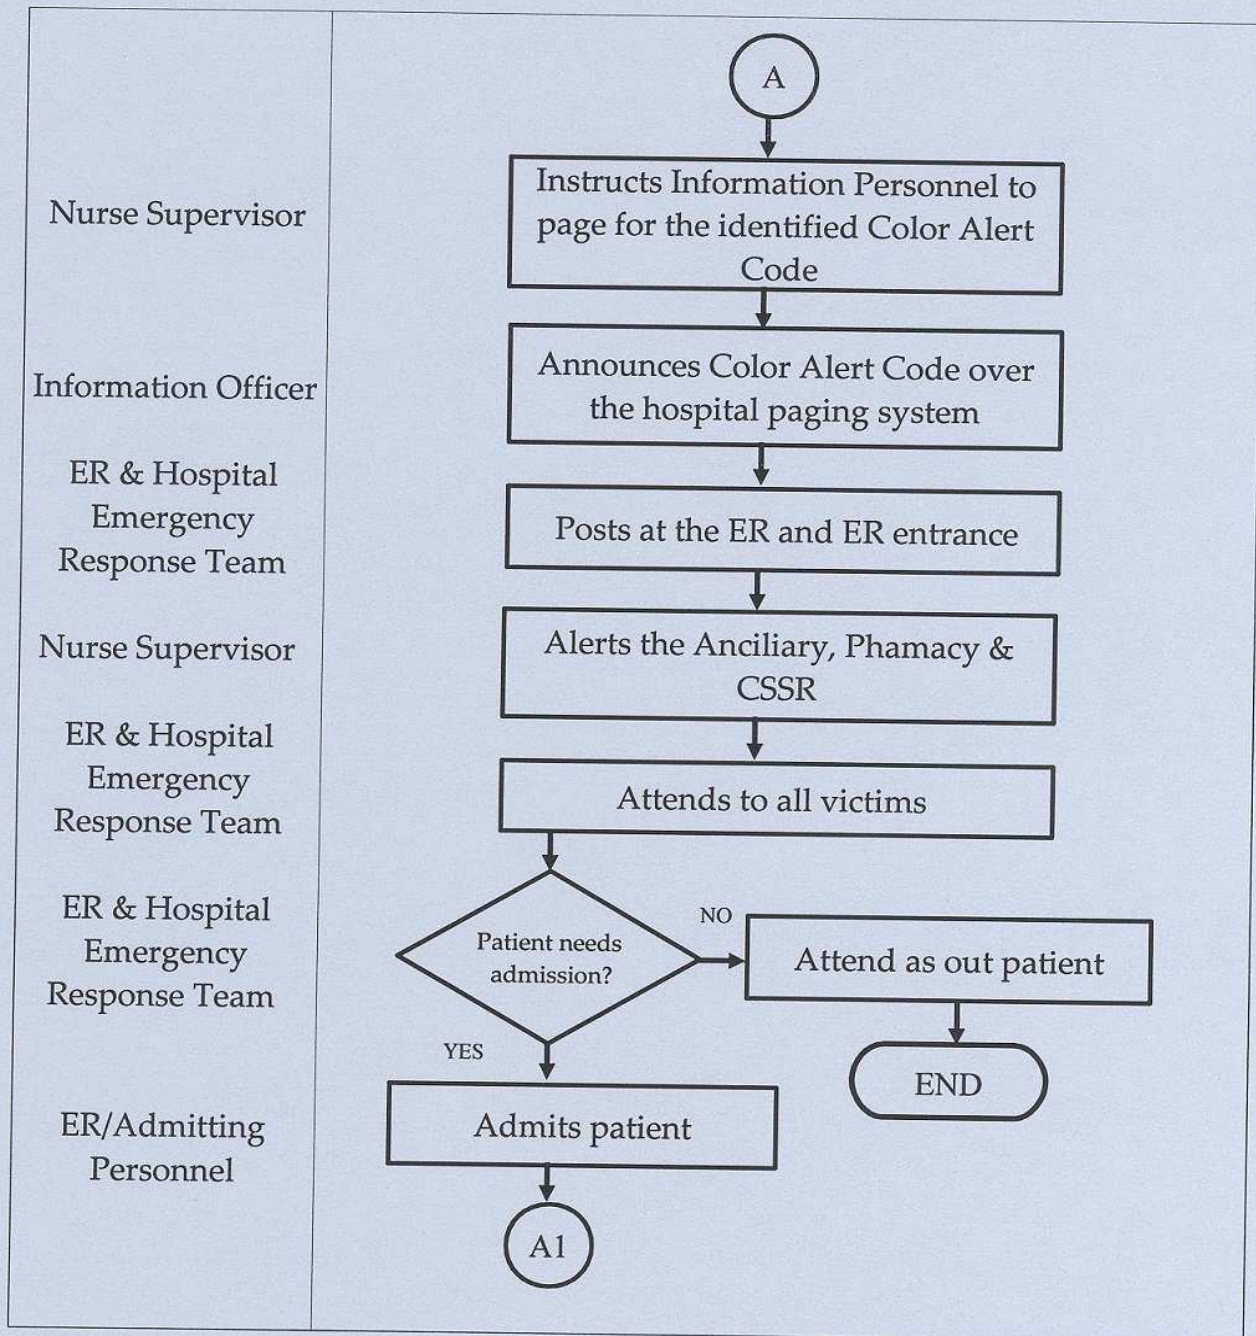 A
Nurse Supervisor
Instructs Information Personnel to
page for the identified Color Alert
Code
Information Officer
Announces Color Alert Code over
the hospital paging system
ER & Hospital
Emergency
Response Team
Posts at the ER and ER entrance
Nurse Supervisor
Alerts the Anciliary, Phamacy &
CSSR
ER & Hospital
Emergency
Response Team
Attends to all victims
ER & Hospital
Emergency
Response Team
Patient needs
admission?
NO
Attend as out patient
END
YES
ER/Admitting
Personnel
Admits patient
A1